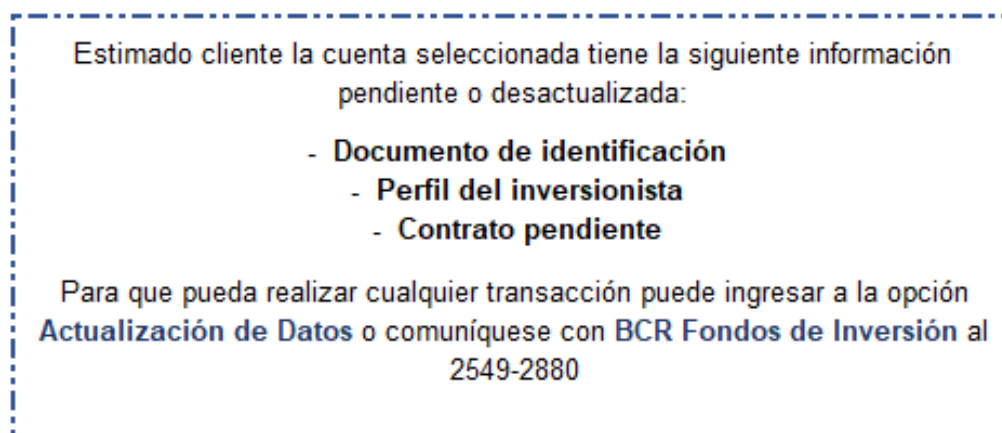 Estimado cliente la cuenta seleccionada tiene la siguiente información
pendiente o desactualizada:
- Documento de identificación
- Perfil del inversionista
- Contrato pendiente
Para que pueda realizar cualquier transacción puede ingresar a la opción
Actualización de Datos o comuníquese con BCR Fondos de Inversión al
2549-2880